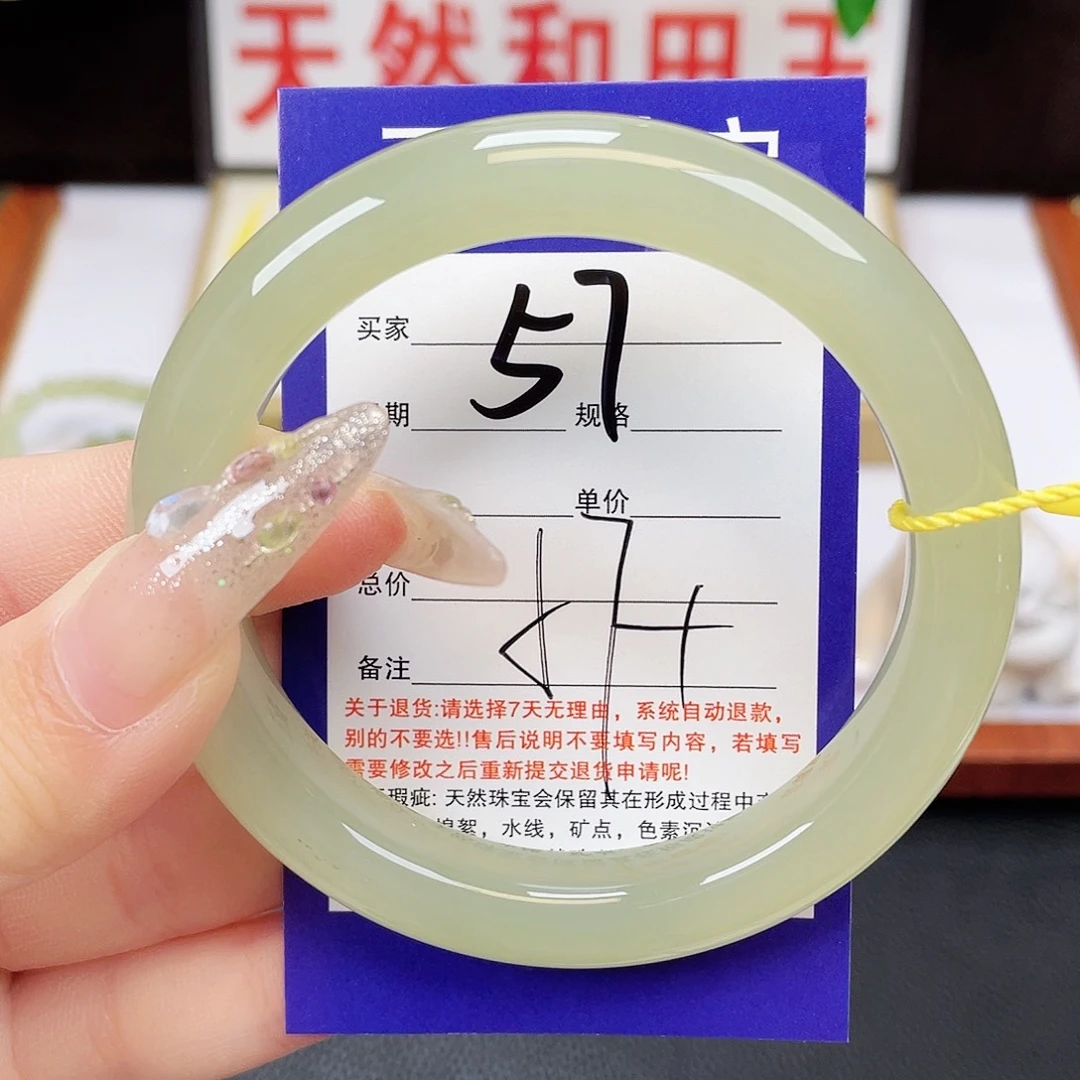 天然和田玉
买家
57
期 规格
单价
总价
备注
关于退货:请选择7天无理由，系统自动退款，
别的不要选!!售后说明不要填写内容，若填写
需要修改之后重新提交退货申请呢!
瑕疵: 天然珠宝会保留其在形成过程中
棉絮，水线，矿点，色素沉